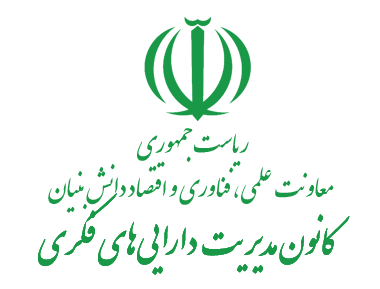 ریاست جمهوری
معاونت علمی، فناوری و اقتصاد دانش بنیان
کانون مدیریت دارایی های فکری